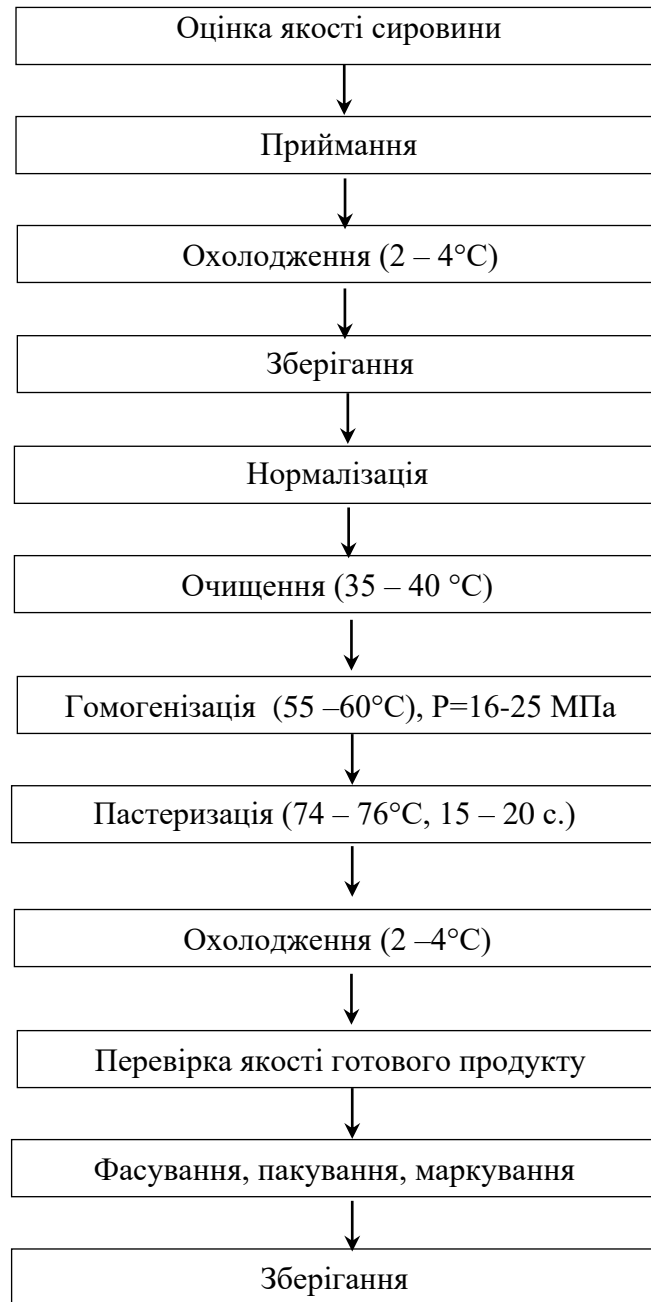 Оцінка якості сировини
Приймання
Охолодження (2 – 4°С)
Зберігання
Нормалізація
Очищення (35 – 40 °С)
Гомогенізація (55 –60°С), Р=16-25 МПа
Пастеризація (74 – 76°С, 15 – 20 с.)
Охолодження (2 –4°С)
Перевірка якості готового продукту
Фасування, пакування, маркування
Зберігання